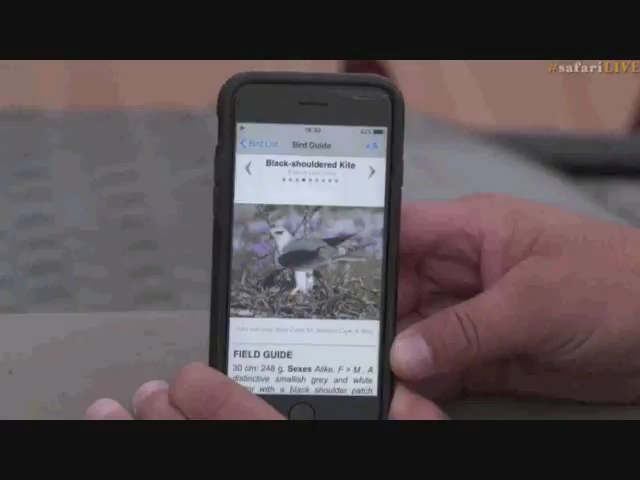 #safariLIVE
Bird List
Bird Guide
AA
Black-shouldered Kite
FIELD GUIDE
30 cm; 248 g. Sexes Alike, F > M. A
distinctive smallish grey and white
with a black shoulder patch